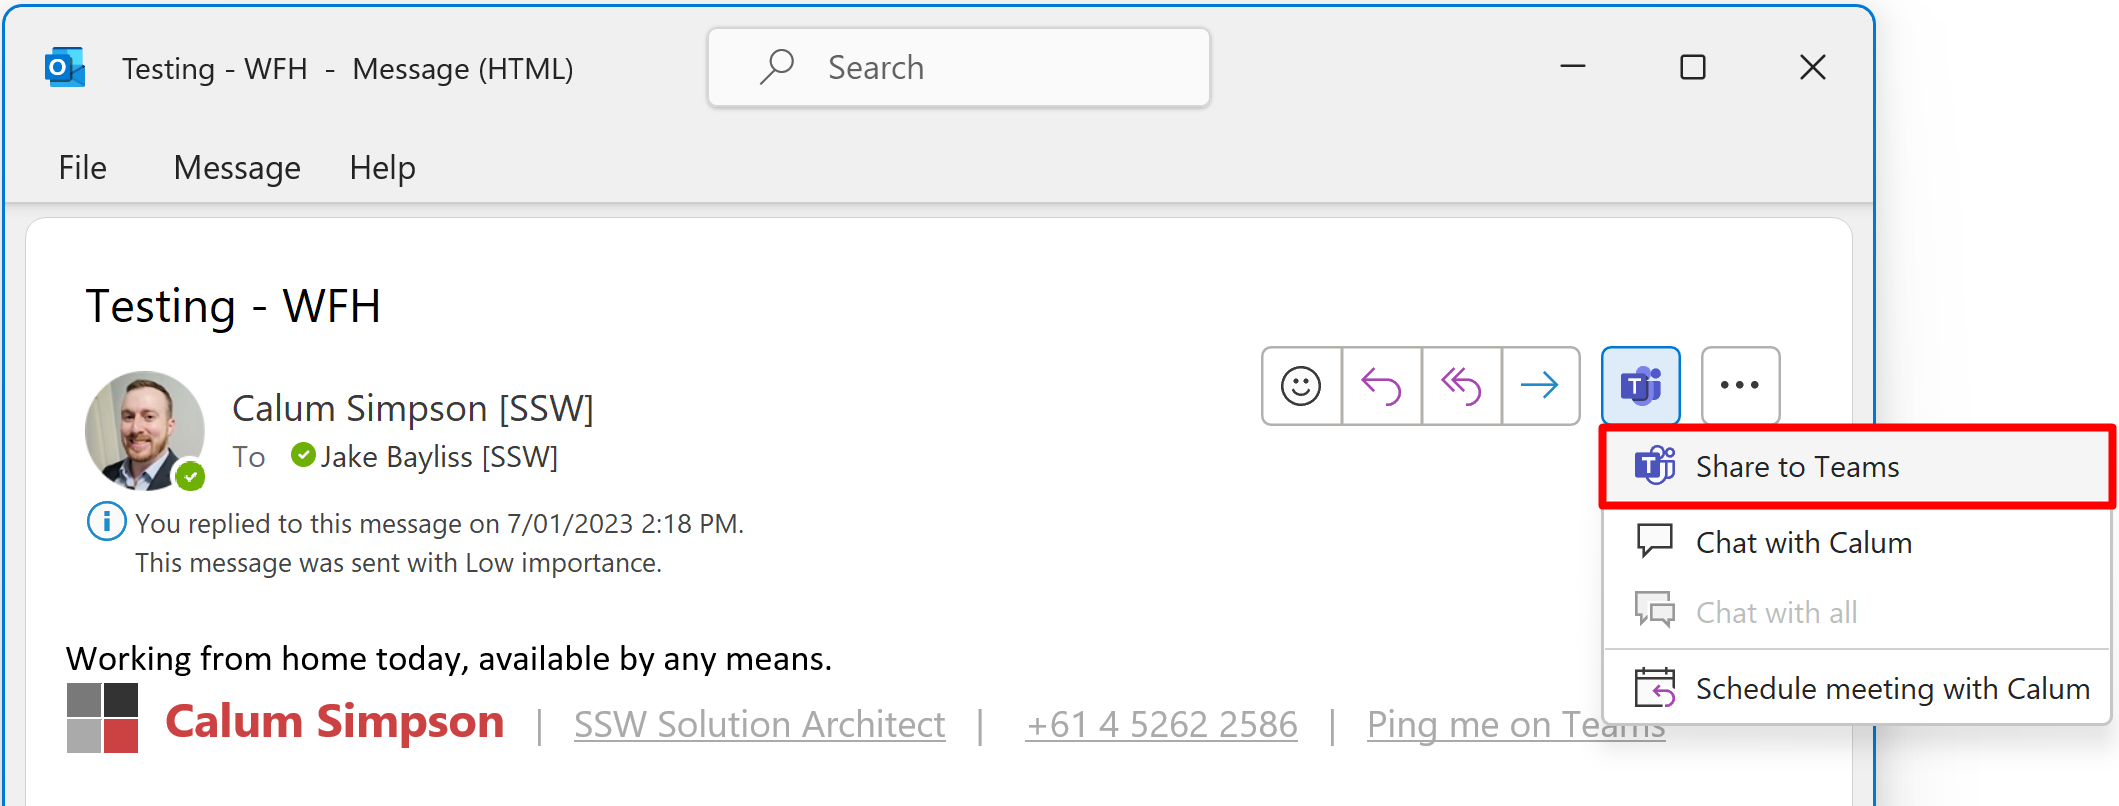 Testing - WFH - Message (HTML)
Search
File Message Help
Testing - WFH
Calum Simpson [SSW]
To Jake Bayliss [SSW]
You replied to this message on 7/01/2023 2:18 PM.
This message was sent with Low importance.
Share to Teams
Chat with Calum
Chat with all
Schedule meeting with Calum
Working from home today, available by any means.
Calum Simpson | SSW Solution Architect | +61 4 5262 2586 | Ping me on Teams